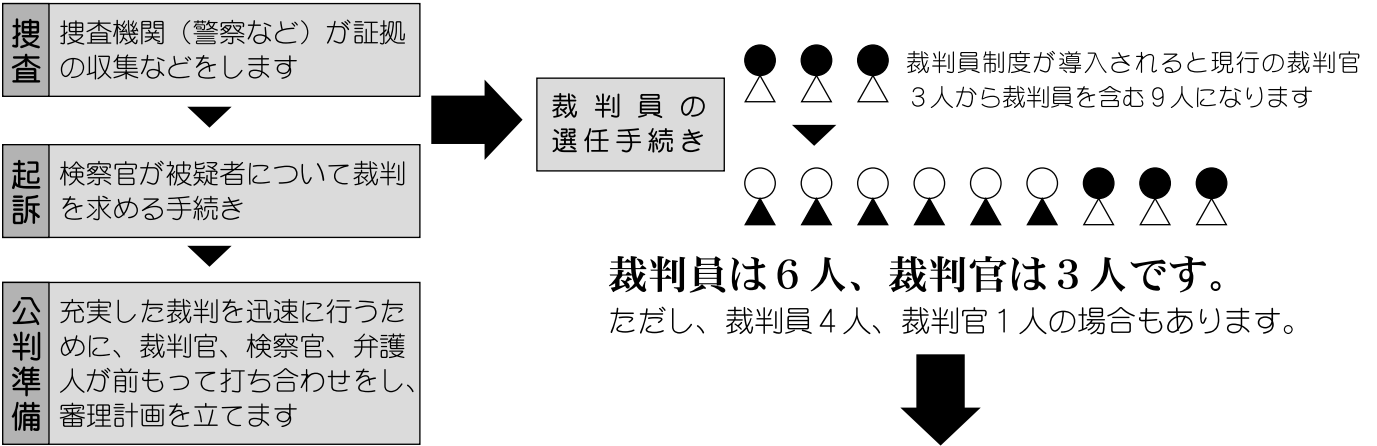 捜査
捜査機関（警察など）が証拠
の収集などをします
起訴
検察官が被疑者について裁判
を求める手続き
公判準備
充実した裁判を迅速に行うた
めに、裁判官、検察官、弁護
人が前もって打ち合わせをし、
審理計画を立てます
裁判員の
選任手続き
裁判員制度が導入されると現行の裁判官
３人から裁判員を含む９人になります
裁判員は６人、裁判官は３人です。
ただし、裁判員４人、裁判官１人の場合もあります。